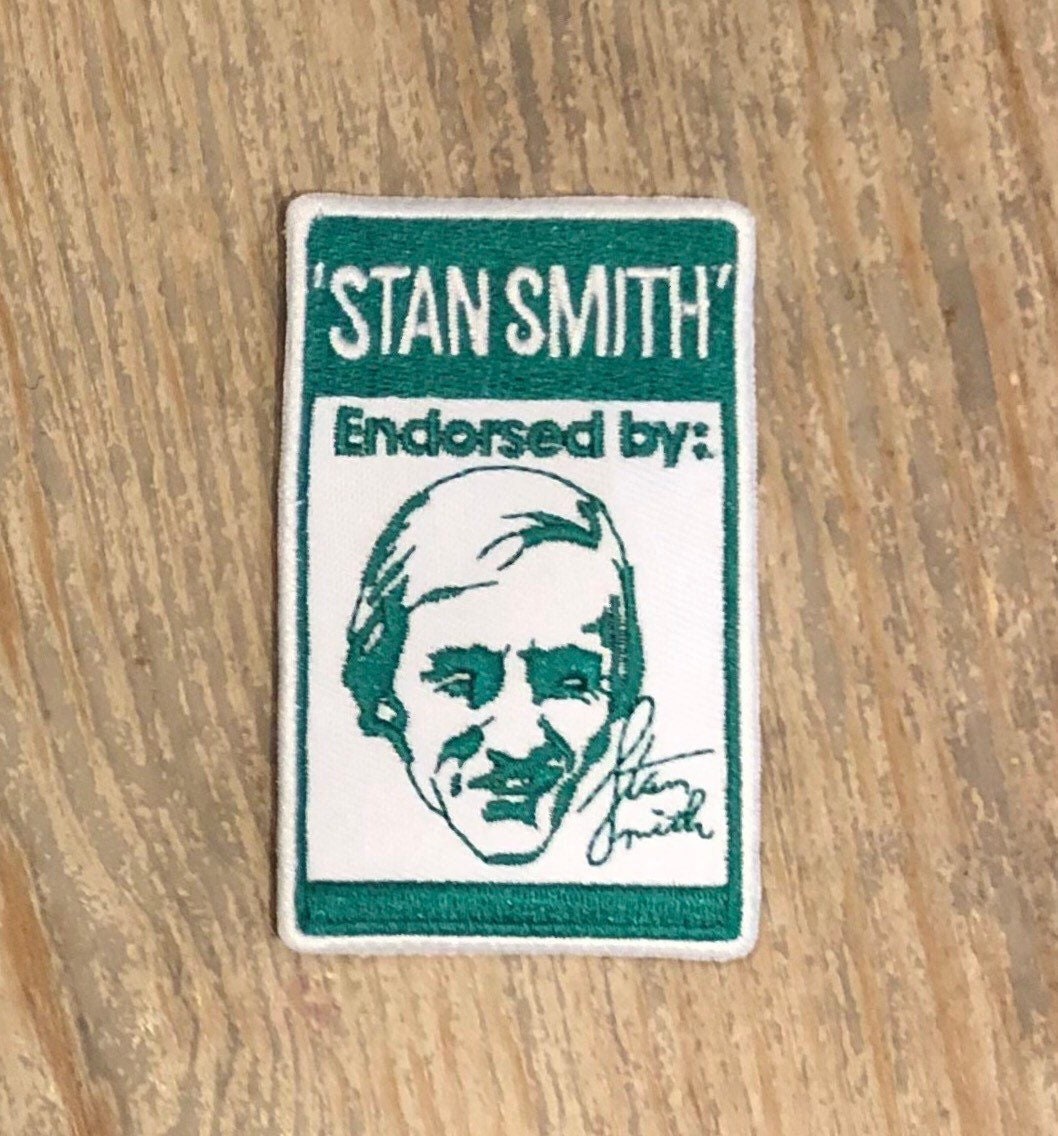 'STAN SMITH'
Endorsed by:
Stan
Smith